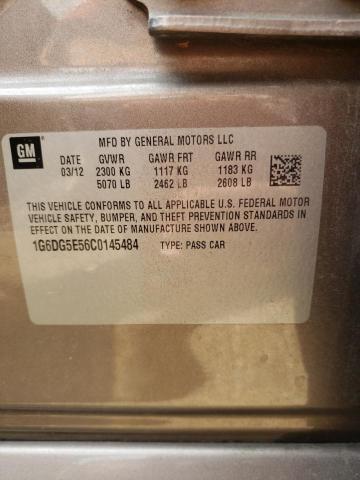 GM
MFD BY GENERAL MOTORS LLC
DATE GVWR GAWR FRT GAWR RR
03/12 2300 KG 1117 KG 1183 KG
5070 LB 2462 LB 2608 LB
THIS VEHICLE CONFORMS TO ALL APPLICABLE U.S. FEDERAL MOTOR
VEHICLE SAFETY, BUMPER, AND THEFT PREVENTION STANDARDS IN
EFFECT ON THE DATE OF MANUFACTURE SHOWN ABOVE.
1G6DG5E56C0145484 TYPE: PASS CAR